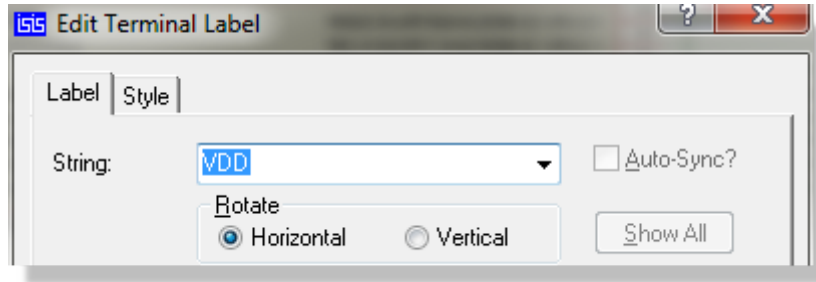 isis Edit Terminal Label ? X
Label Style
String: VDD Auto-Sync?
Rotate
Horizontal Vertical Show All